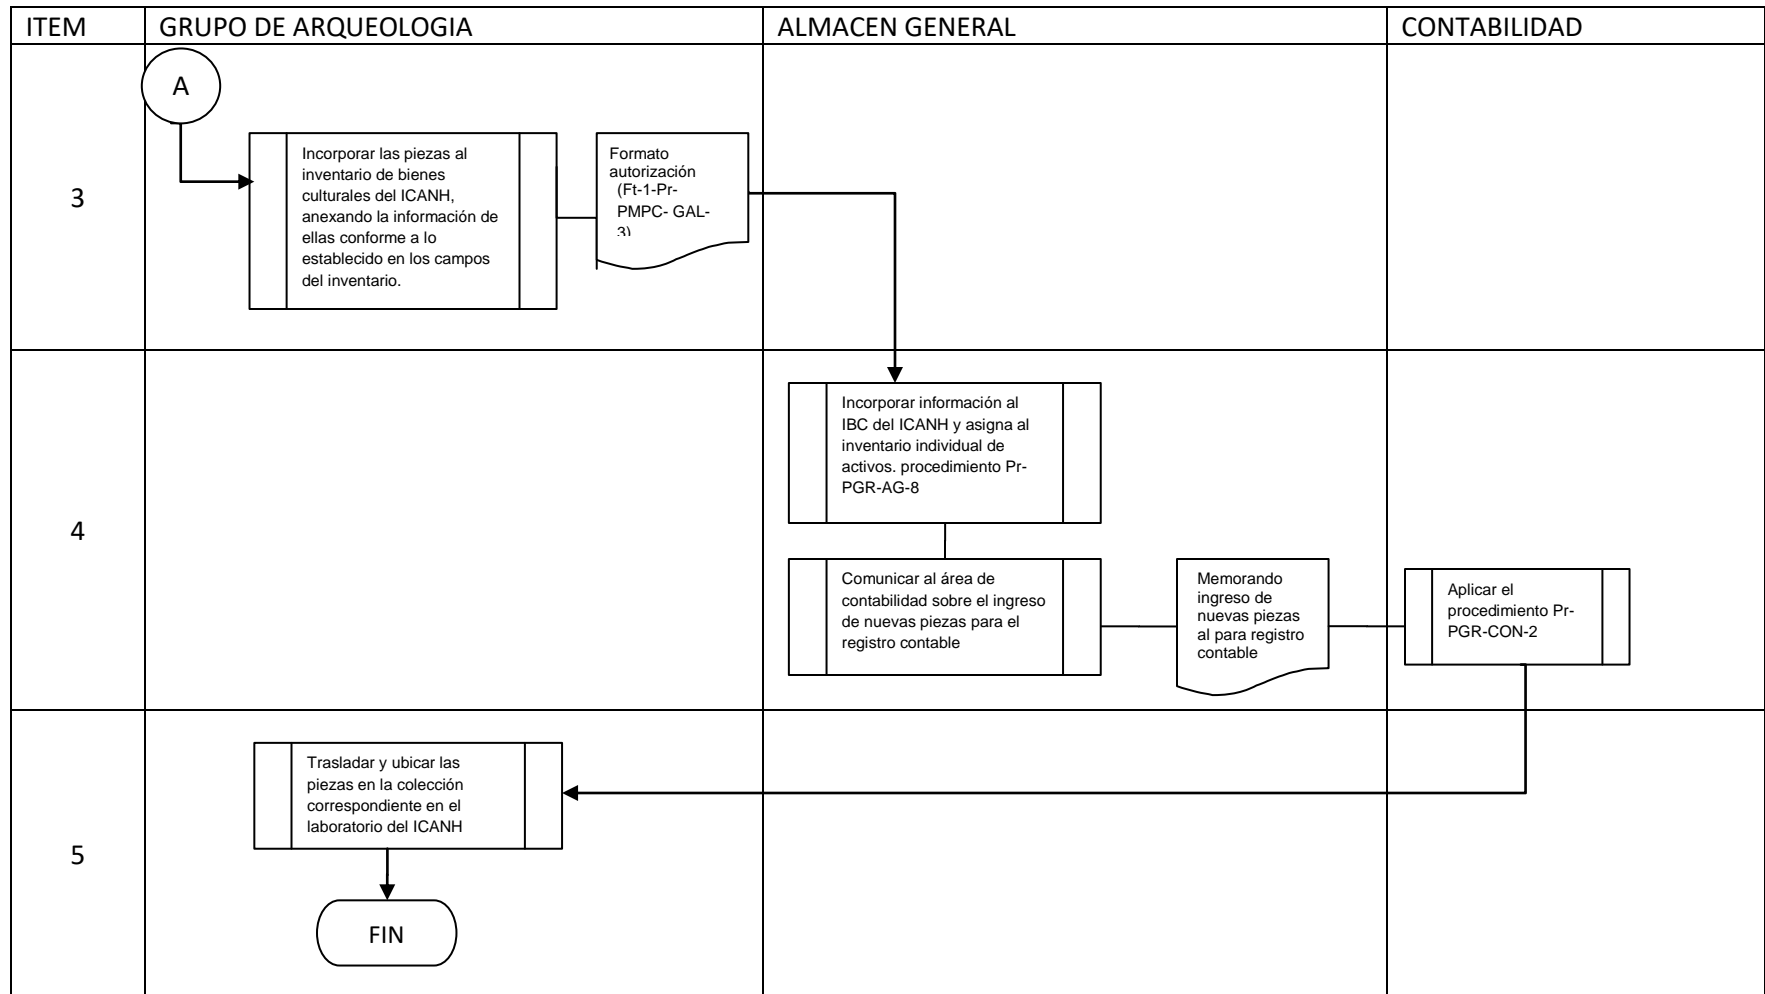 ITEM
GRUPO DE ARQUEOLOGIA
ALMACEN GENERAL
CONTABILIDAD
A
3
Incorporar las piezas al
inventario de bienes
culturales del ICANH,
anexando la información de
ellas conforme a lo
establecido en los campos
del inventario.
Formato
autorización
(Ft-1-Pr-
PMPC- GAL-
3)
4
Incorporar información al
IBC del ICANH y asigna al
inventario individual de
activos. procedimiento Pr-
PGR-AG-8
Comunicar al área de
contabilidad sobre el ingreso
de nuevas piezas para el
registro contable
Memorando
ingreso de
nuevas piezas
al para registro
contable
Aplicar el
procedimiento Pr-
PGR-CON-2
5
Trasladar y ubicar las
piezas en la colección
correspondiente en el
laboratorio del ICANH
FIN